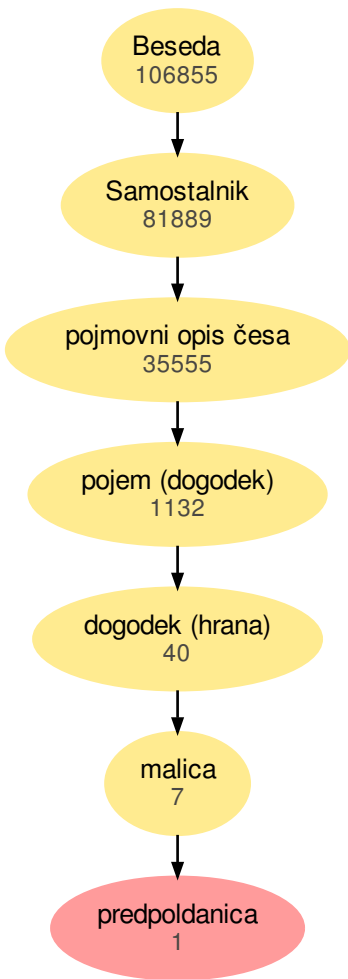 Beseda
106855
Samostalnik
81889
pojmovni opis česa
35555
pojem (dogodek)
1132
dogodek (hrana)
40
malica
7
predpoldanica
1